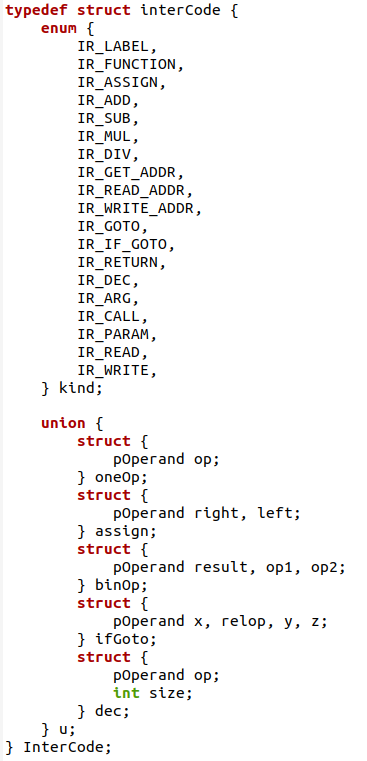 typedef struct interCode {
    enum {
        IR_LABEL,
        IR_FUNCTION,
        IR_ASSIGN,
        IR_ADD,
        IR_SUB,
        IR_MUL,
        IR_DIV,
        IR_GET_ADDR,
        IR_READ_ADDR,
        IR_WRITE_ADDR,
        IR_GOTO,
        IR_IF_GOTO,
        IR_RETURN,
        IR_DEC,
        IR_ARG,
        IR_CALL,
        IR_PARAM,
        IR_READ,
        IR_WRITE,
    } kind;

    union {
        struct {
            pOperand op;
        } oneOp;
        struct {
            pOperand right, left;
        } assign;
        struct {
            pOperand result, op1, op2;
        } binOp;
        struct {
            pOperand x, relop, y, z;
        } ifGoto;
        struct {
            pOperand op;
            int size;
        } dec;
    } u;
} InterCode;